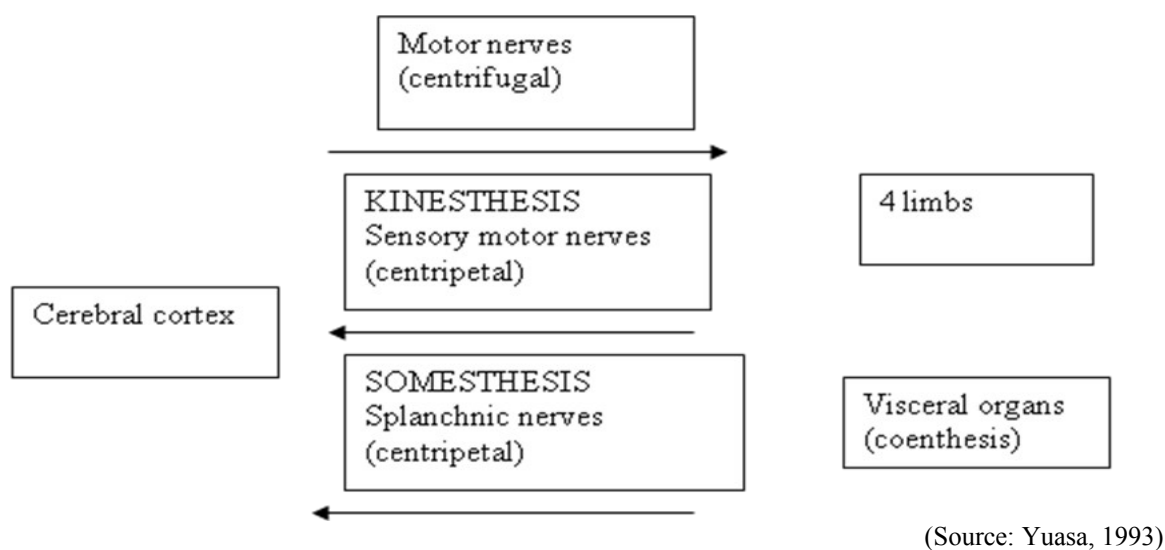 Motor nerves
(centrifugal)
KINESTHESIS
Sensory motor nerves
(centripetal)
4 limbs
Cerebral cortex
SOMESTHESIS
Splanchnic nerves
(centripetal)
Visceral organs
(coenthesis)
(Source: Yuasa, 1993)